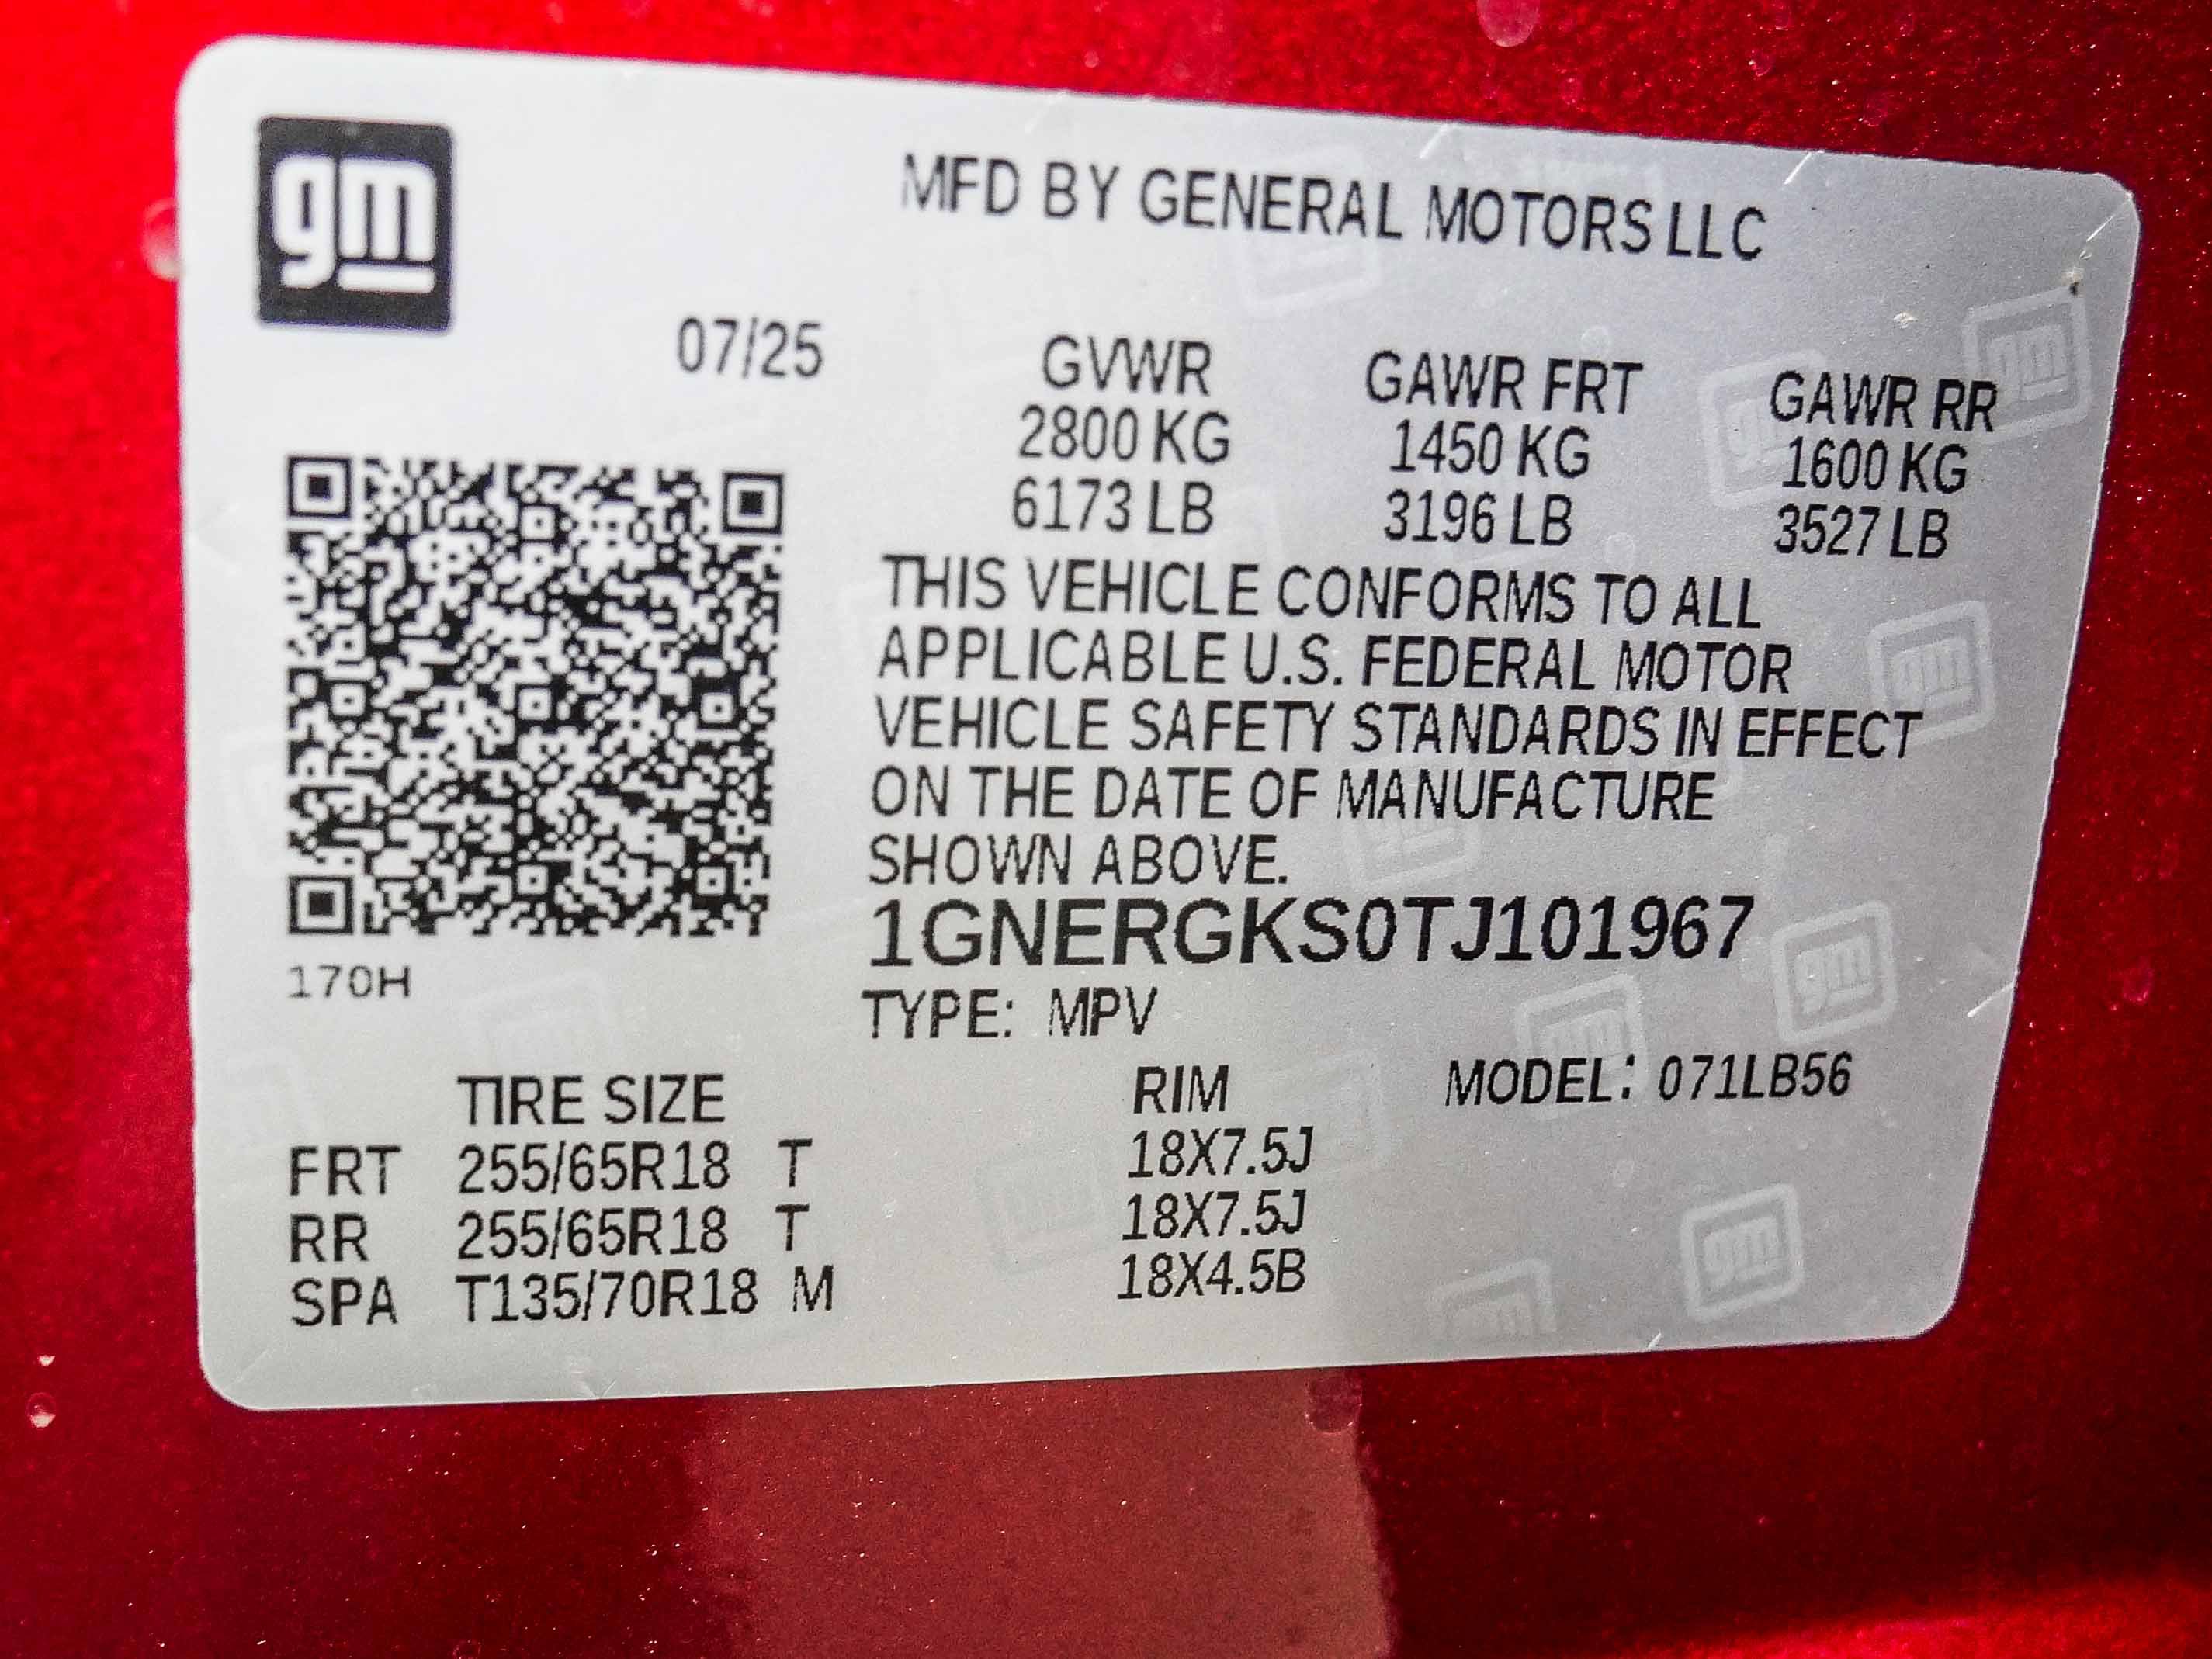 gm
MFD BY GENERAL MOTORS LLC
07/25
GVWR GAWR FRT GAWR RR
2800 KG 1450 KG 1600 KG
6173 LB 3196 LB 3527 LB
THIS VEHICLE CONFORMS TO ALL
APPLICABLE U.S. FEDERAL MOTOR
VEHICLE SAFETY STANDARDS IN EFFECT
ON THE DATE OF MANUFACTURE
SHOWN ABOVE.
1GNERGKS0TJ101967
170H
TYPE: MPV
TIRE SIZE RIM MODEL: 071LB56
FRT 255/65R18 T 18X7.5J
RR 255/65R18 T 18X7.5J
SPA T135/70R18 M 18X4.5B